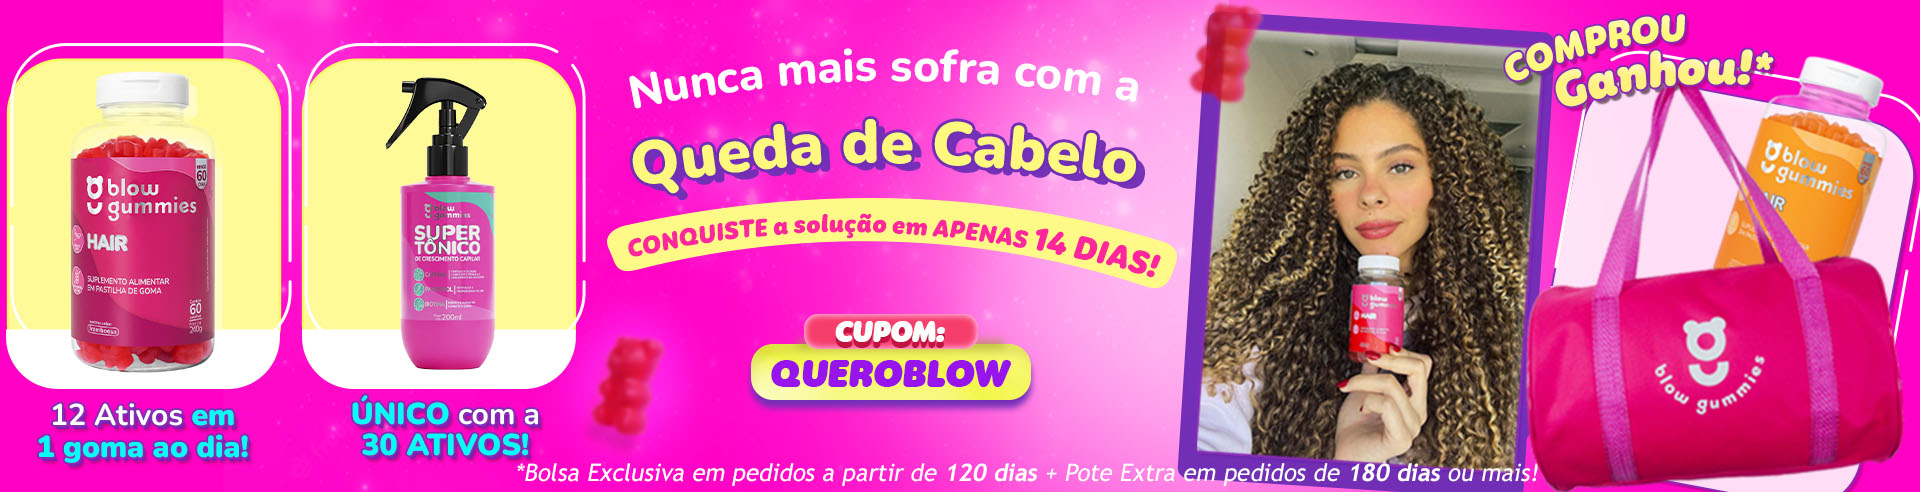 Nunca mais sofra com a
Queda de Cabelo
CONQUISTE a solução em APENAS 14 DIAS!
CUPOM:
QUEROBLOW
blow
gummies
HAIR
SUPLEMENTO ALIMENTAR
EM PASTILHA DE GOMA
60
240g
12 Ativos em
1 goma ao dia!
blow
gummies
SUPER
TÔNICO
DE CRESCIMENTO CAPILAR
200ml
ÚNICO com a
30 ATIVOS!
blow
gummies
HAIR
COMPROU
Ganhou!*
blow
gummies
blow gummies
*Bolsa Exclusiva em pedidos a partir de 120 dias + Pote Extra em pedidos de 180 dias ou mais!